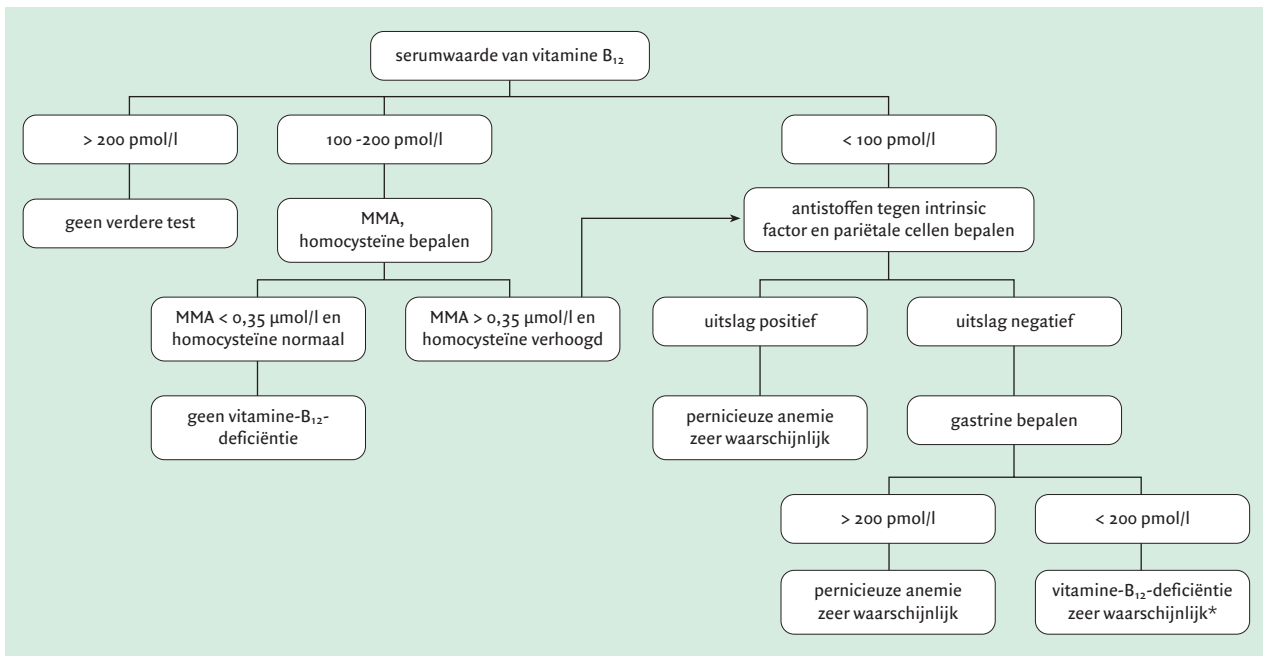 serumwaarde van vitamine B₁₂
> 200 pmol/l
100 -200 pmol/l
< 100 pmol/l
geen verdere test
MMA,
homocysteïne bepalen
antistoffen tegen intrinsic
factor en pariëtale cellen bepalen
MMA < 0,35 µmol/l en
homocysteïne normaal
MMA > 0,35 µmol/l en
homocysteïne verhoogd
uitslag positief
uitslag negatief
geen vitamine-B₁₂-
deficiëntie
pernicieuze anemie
zeer waarschijnlijk
gastrine bepalen
> 200 pmol/l
< 200 pmol/l
pernicieuze anemie
zeer waarschijnlijk
vitamine-B₁₂-deficiëntie
zeer waarschijnlijk*